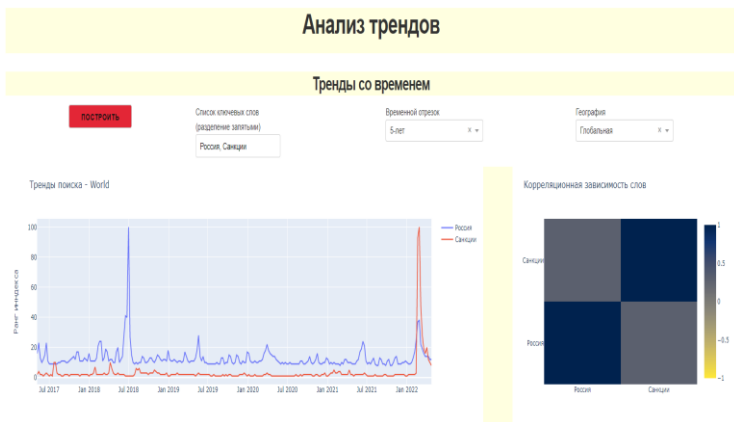 Анализ трендов
Тренды со временем
ПОСТРОИТЬ
Список ключевых слов
(разделение запятыми)
Россия, Санкции
Временной отрезок
5-лет
География
Глобальная
Тренды поиска - World
Ранг инндекса
100
80
60
40
20
0
Jul 2017 Jan 2018 Jul 2018 Jan 2019 Jul 2019 Jan 2020 Jul 2020 Jan 2021 Jul 2021 Jan 2022
Россия
Санкции
Корреляционная зависимость слов
Санкции
Россия
Россия Санкции
1
0.5
0
−0.5
−1